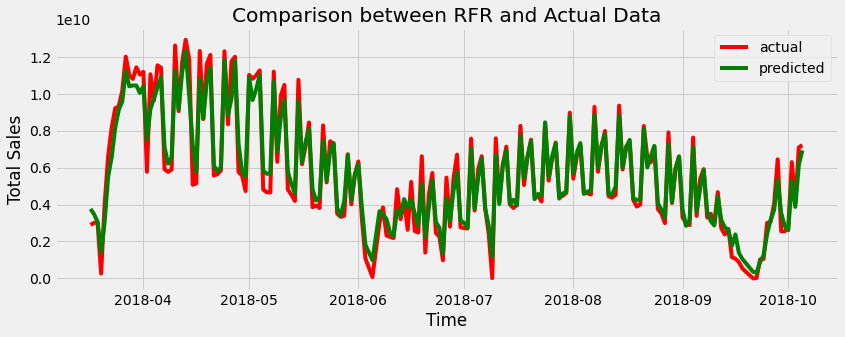 Comparison between RFR and Actual Data
1e10
actual
predicted
1.2
1.0
0.8
0.6
0.4
0.2
0.0
Total Sales
2018-04 2018-05 2018-06 2018-07 2018-08 2018-09 2018-10
Time